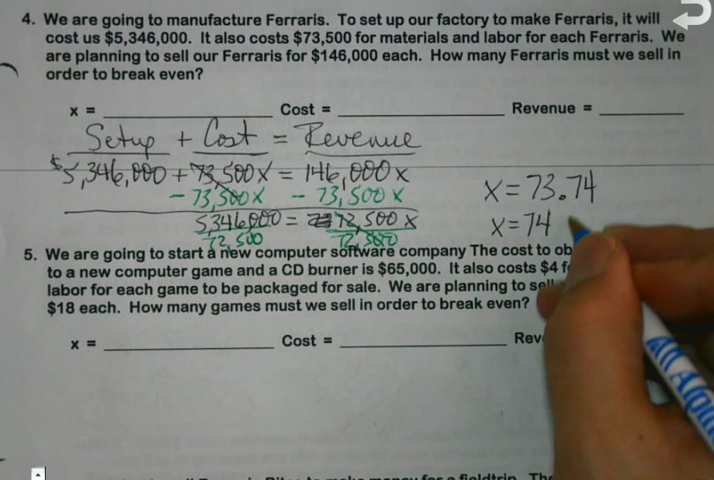 4. We are going to manufacture Ferraris. To set up our factory to make Ferraris, it will
cost us $5,346,000. It also costs $73,500 for materials and labor for each Ferraris. We
are planning to sell our Ferraris for $146,000 each. How many Ferraris must we sell in
order to break even?
x = Cost = Revenue =
Setup + Cost = Revenue
$5,346,000 + 73,500x = 146,000x
- 73,500x - 73,500x
x = 73.74
5,346,000 = 72,500x
72,500 72,500
x = 74
5. We are going to start a new computer software company The cost to ob
to a new computer game and a CD burner is $65,000. It also costs $4 f
labor for each game to be packaged for sale. We are planning to sell
$18 each. How many games must we sell in order to break even?
x = Cost = Rev